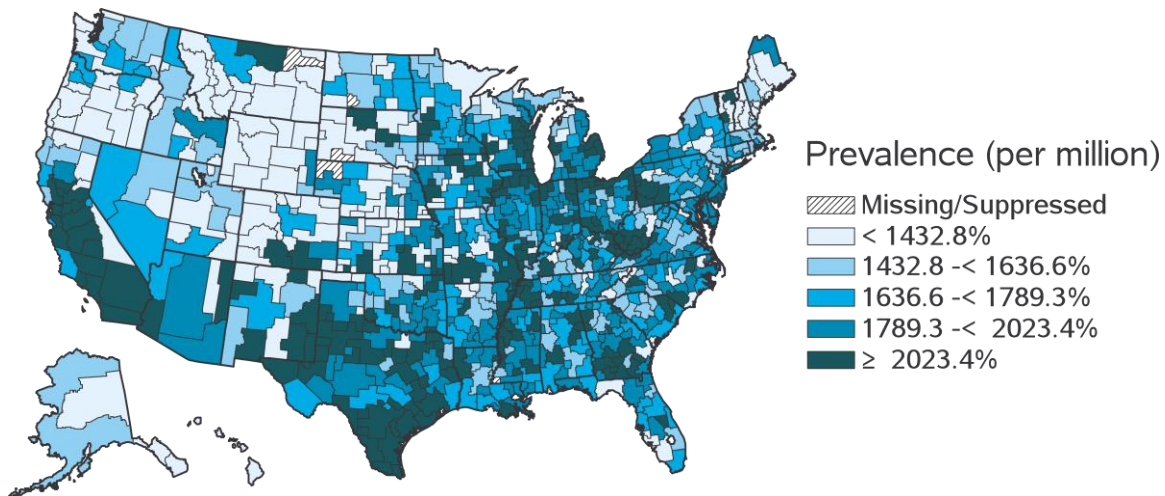 Prevalence (per million)
Missing/Suppressed
< 1432.8%
1432.8 -< 1636.6%
1636.6 -< 1789.3%
1789.3 -<  2023.4%
≥  2023.4%